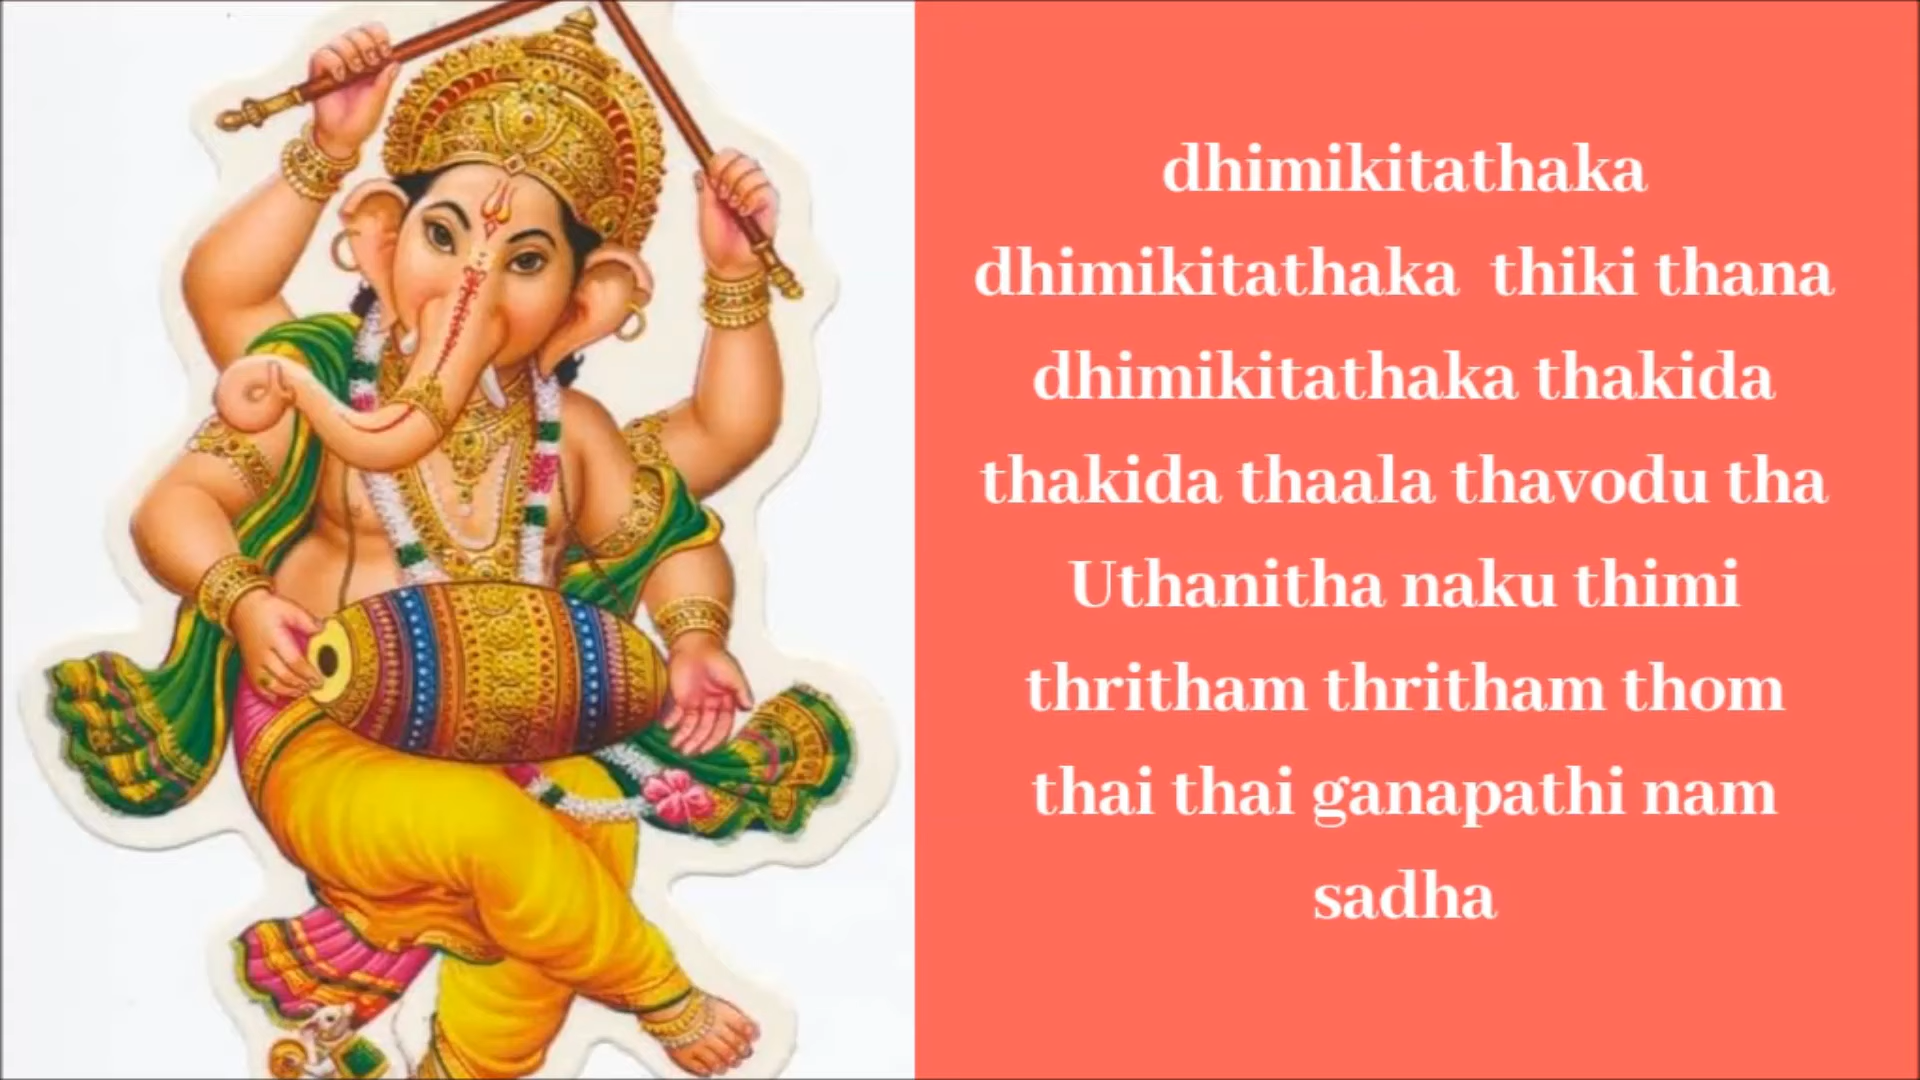 dhimikitathaka
dhimikitathaka thiki thana
dhimikitathaka thakida
thakida thaala thavodu tha
Uthanitha naku thimi
thritham thritham thom
thai thai ganapathi nam
sadha